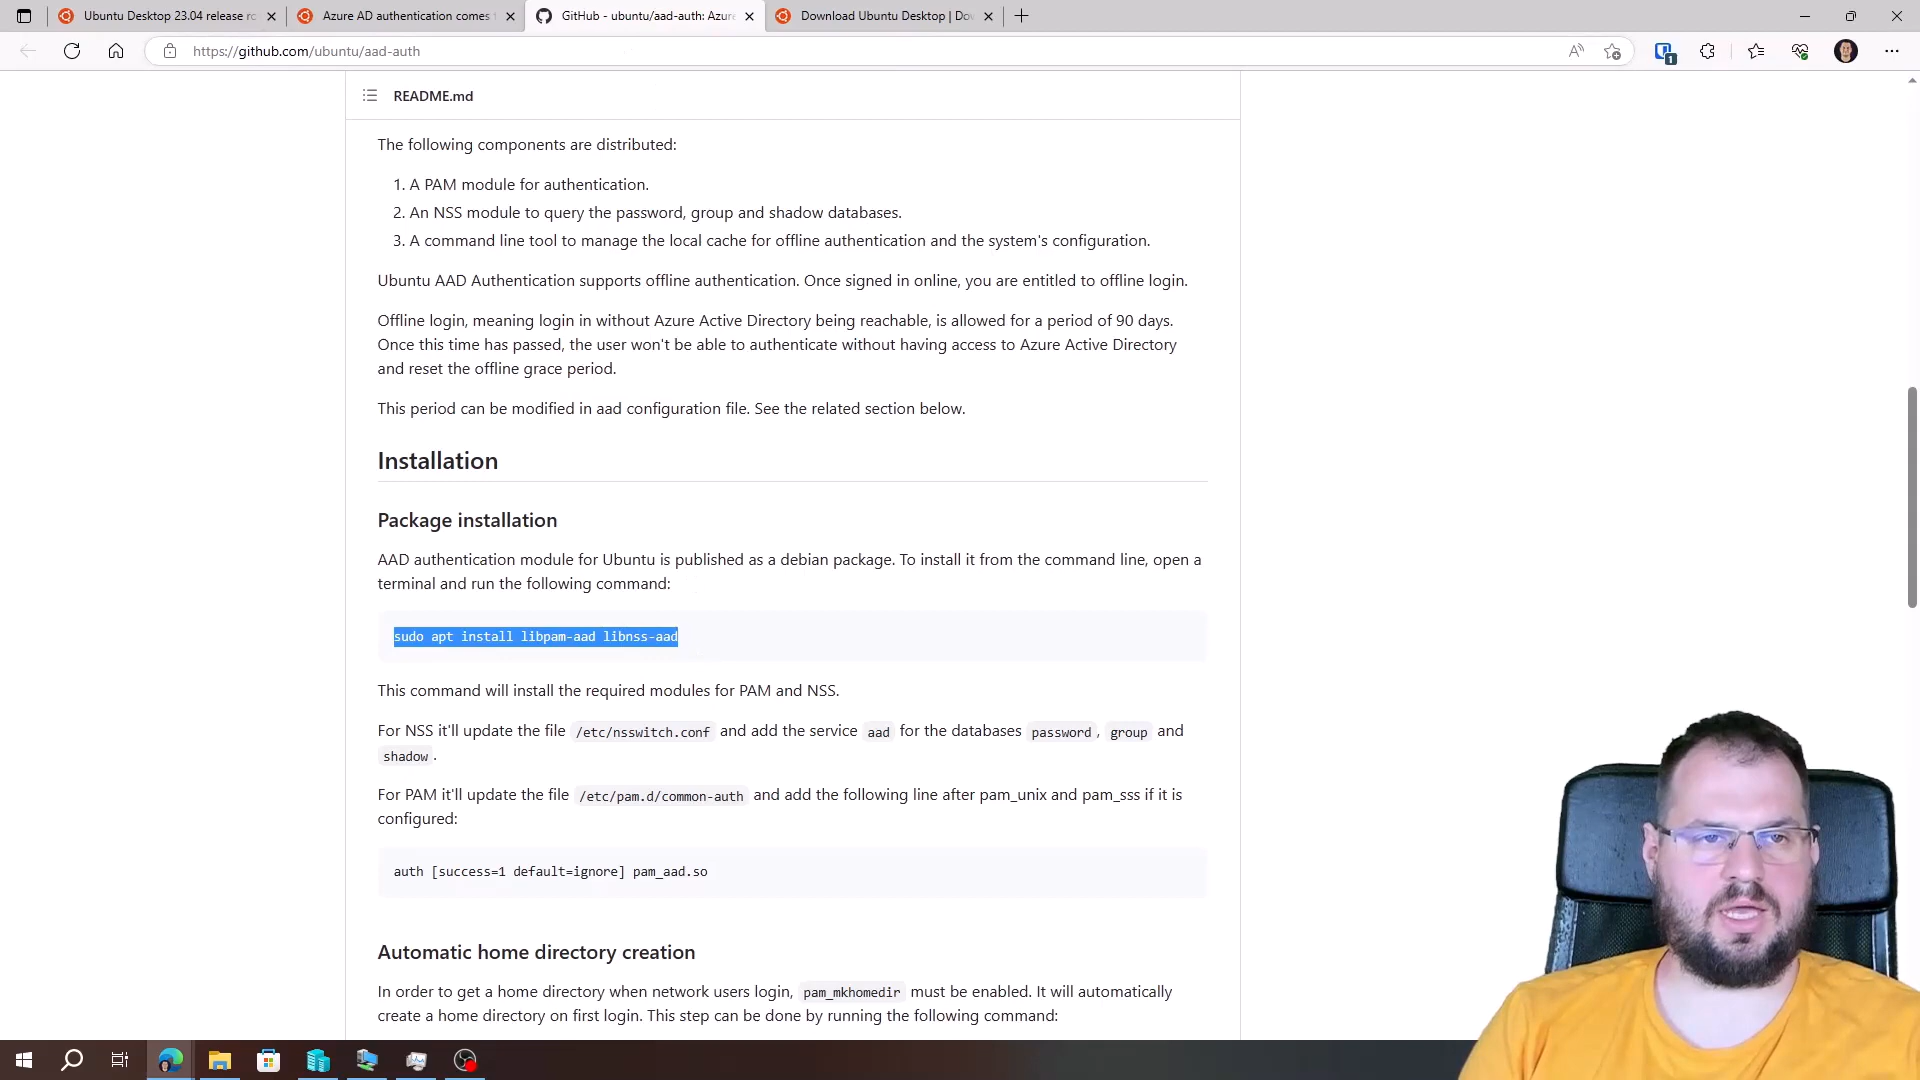 Ubuntu Desktop 23.04 release ro
Azure AD authentication comes
GitHub - ubuntu/aad-auth: Azure
Download Ubuntu Desktop | Do
https://github.com/ubuntu/aad-auth
1
README.md
The following components are distributed:
1. A PAM module for authentication.
2. An NSS module to query the password, group and shadow databases.
3. A command line tool to manage the local cache for offline authentication and the system's configuration.
Ubuntu AAD Authentication supports offline authentication. Once signed in online, you are entitled to offline login.
Offline login, meaning login in without Azure Active Directory being reachable, is allowed for a period of 90 days.
Once this time has passed, the user won't be able to authenticate without having access to Azure Active Directory
and reset the offline grace period.
This period can be modified in aad configuration file. See the related section below.
Installation
Package installation
AAD authentication module for Ubuntu is published as a debian package. To install it from the command line, open a
terminal and run the following command:
sudo apt install libpam-aad libnss-aad
This command will install the required modules for PAM and NSS.
For NSS it'll update the file /etc/nsswitch.conf and add the service aad for the databases password, group and
shadow.
For PAM it'll update the file /etc/pam.d/common-auth and add the following line after pam_unix and pam_sss if it is
configured:
auth [success=1 default=ignore] pam_aad.so
Automatic home directory creation
In order to get a home directory when network users login, pam_mkhomedir must be enabled. It will automatically
create a home directory on first login. This step can be done by running the following command: